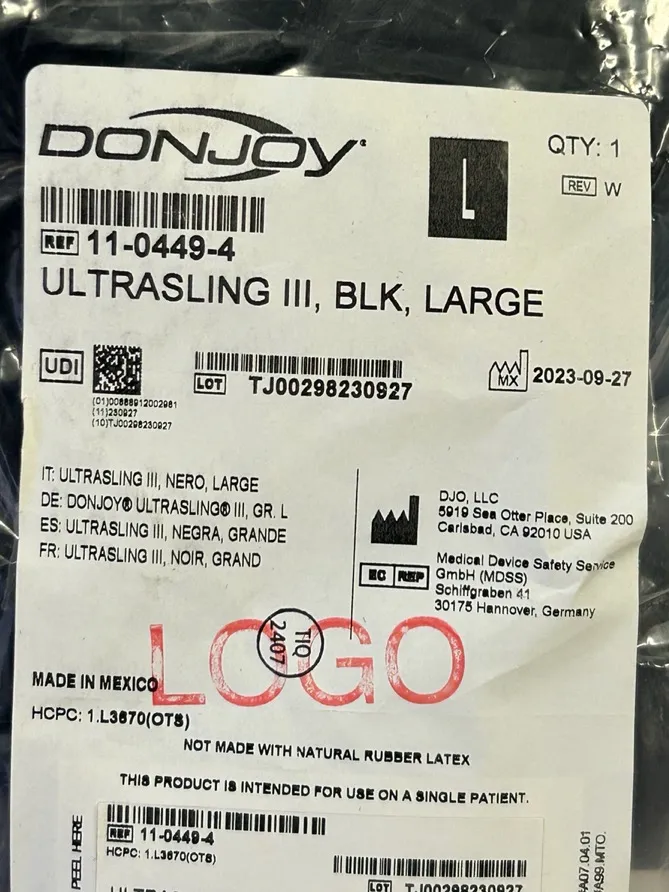 DONJOY®
L
QTY: 1
REV W
REF 11-0449-4
ULTRASLING III, BLK, LARGE
UDI
(01)00888912002981
(11)230927
(10)TJ00298230927
LOT TJ00298230927
MX 2023-09-27
IT: ULTRASLING III, NERO, LARGE
DE: DONJOY® ULTRASLING® III, GR. L
ES: ULTRASLING III, NEGRA, GRANDE
FR: ULTRASLING III, NOIR, GRAND
DJO, LLC
5919 Sea Otter Place, Suite 200
Carlsbad, CA 92010 USA
EC REP
Medical Device Safety Service
GmbH (MDSS)
Schiffgraben 41
30175 Hannover, Germany
LOGO
TIQ
2407
MADE IN MEXICO
HCPC: 1.L3670(OTS)
NOT MADE WITH NATURAL RUBBER LATEX
THIS PRODUCT IS INTENDED FOR USE ON A SINGLE PATIENT.
PEEL HERE
REF 11-0449-4
HCPC: 1.L3670(OTS)
LOT TJ00298230927
A07.04.01
A99.MTO.